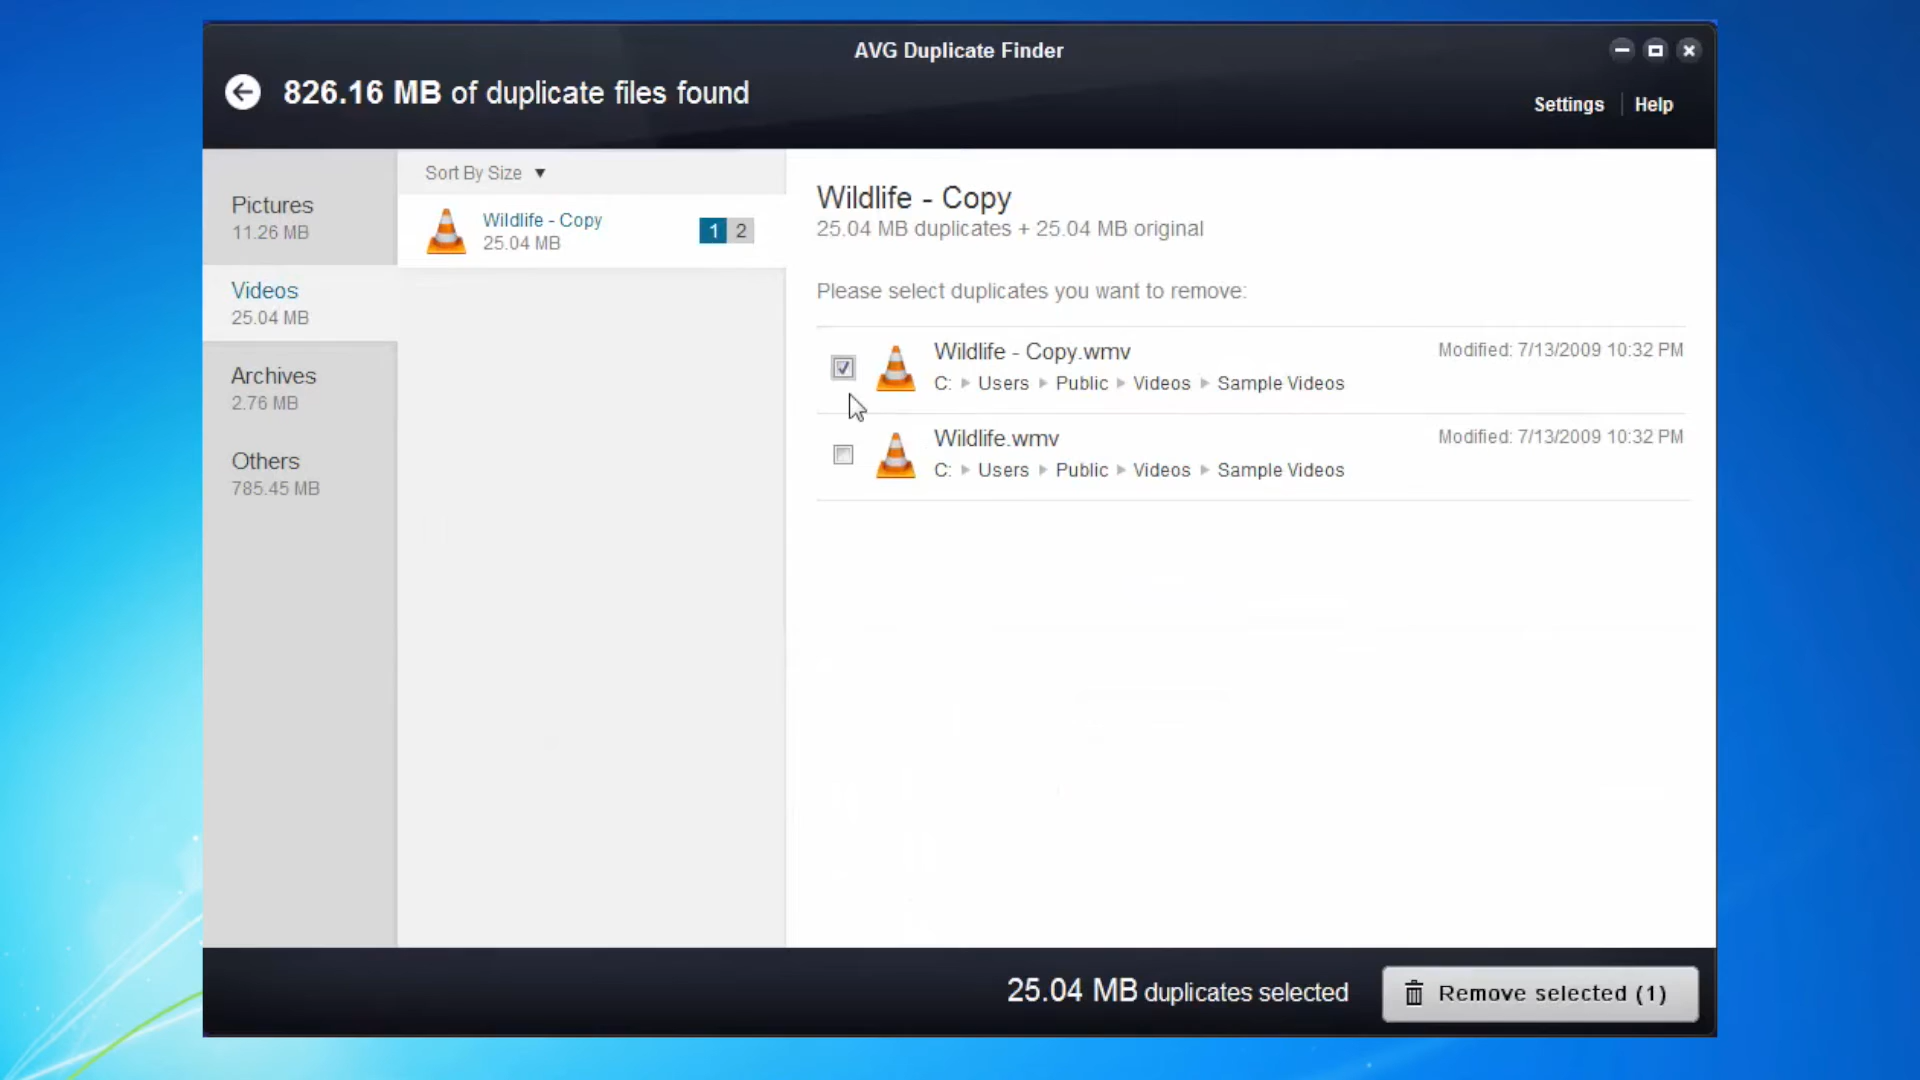 AVG Duplicate Finder
826.16 MB of duplicate files found
Settings
Help
Pictures
11.26 MB
Videos
25.04 MB
Archives
2.76 MB
Others
785.45 MB
Sort By Size
Wildlife - Copy
25.04 MB
1 2
Wildlife - Copy
25.04 MB duplicates + 25.04 MB original
Please select duplicates you want to remove:
Wildlife - Copy.wmv
Modified: 7/13/2009 10:32 PM
C: Users Public Videos Sample Videos
Wildlife.wmv
Modified: 7/13/2009 10:32 PM
C: Users Public Videos Sample Videos
25.04 MB duplicates selected
Remove selected (1)